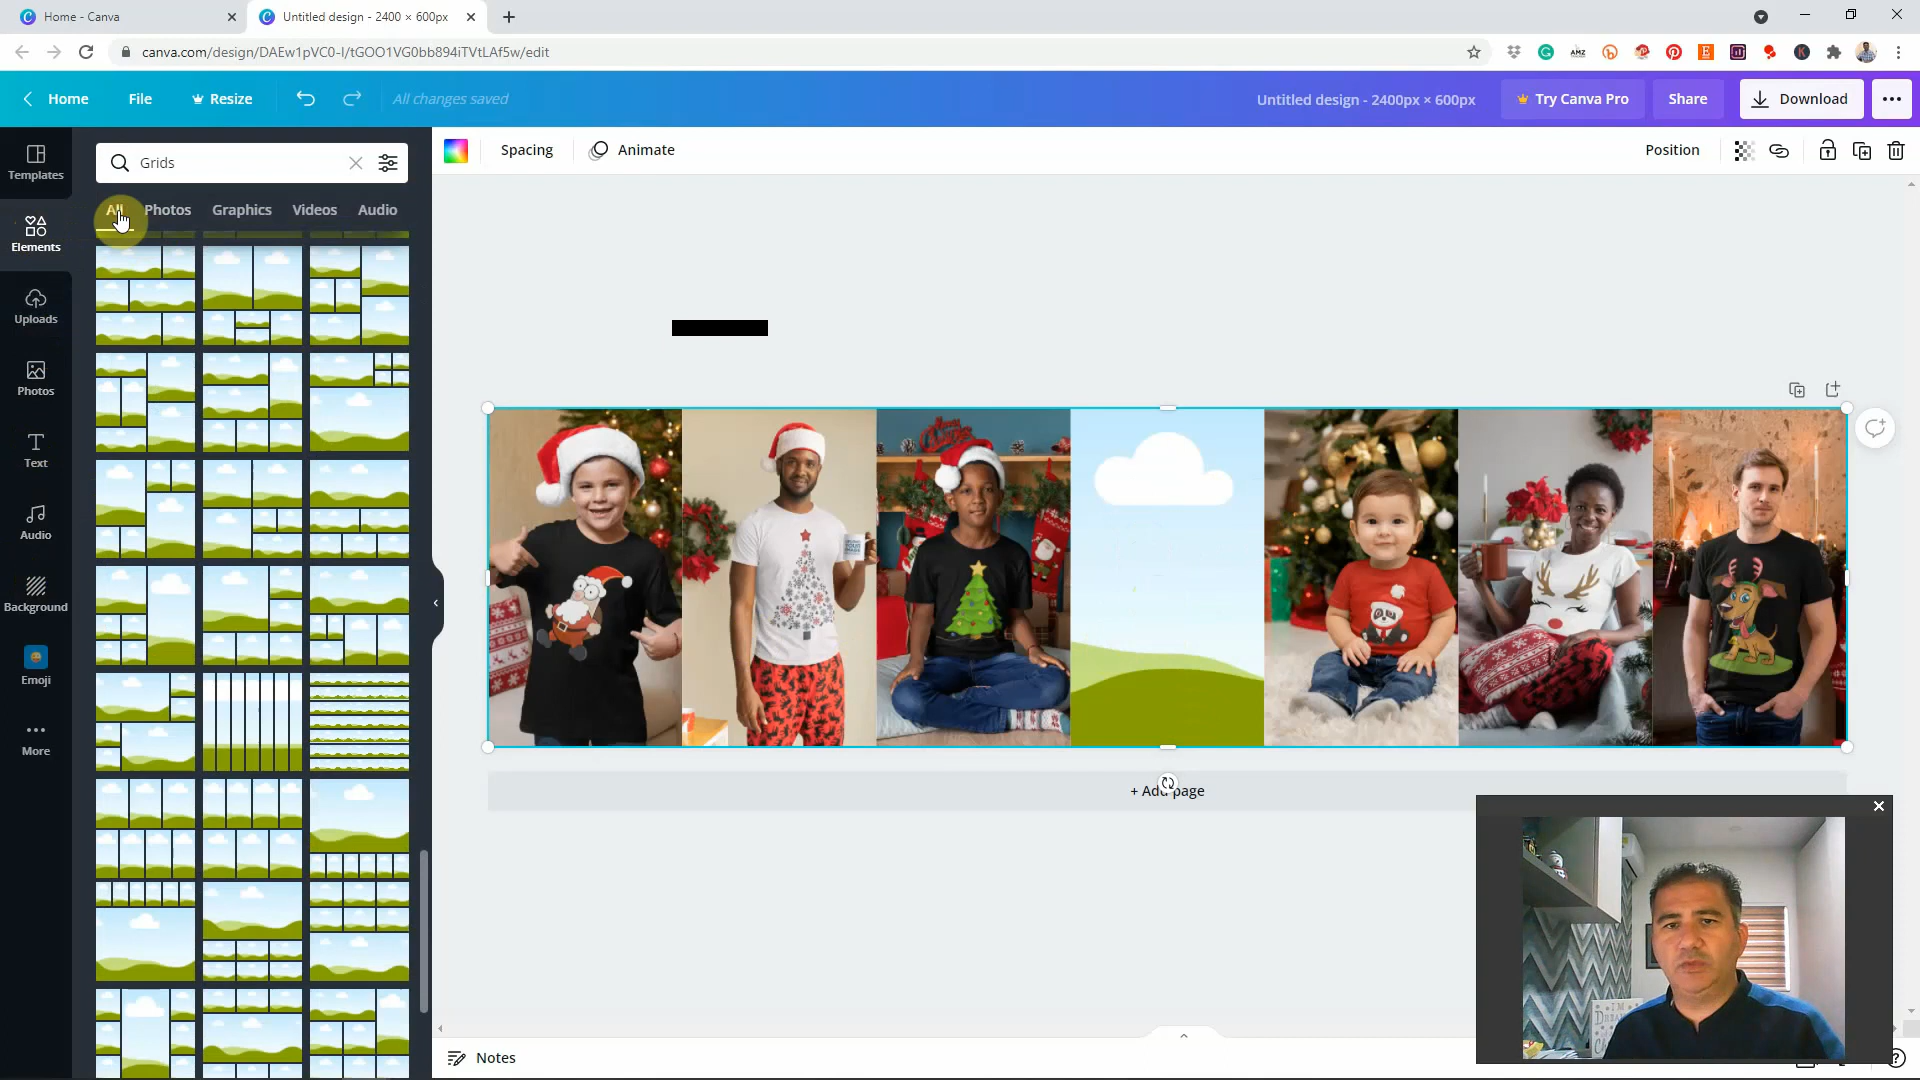 Home - Canva
Untitled design - 2400 × 600px
canva.com/design/DAEw1pVC0-I/tGOO1VG0bb894iTVtLAf5w/edit
Home
File
Resize
All changes saved
Untitled design - 2400px × 600px
Try Canva Pro
Share
Download
Templates
Elements
Uploads
Photos
Text
Audio
Background
Emoji
More
Grids
All
Photos
Graphics
Videos
Audio
Spacing
Animate
Position
Merry
Christmas
+ Add page
Notes
I'M